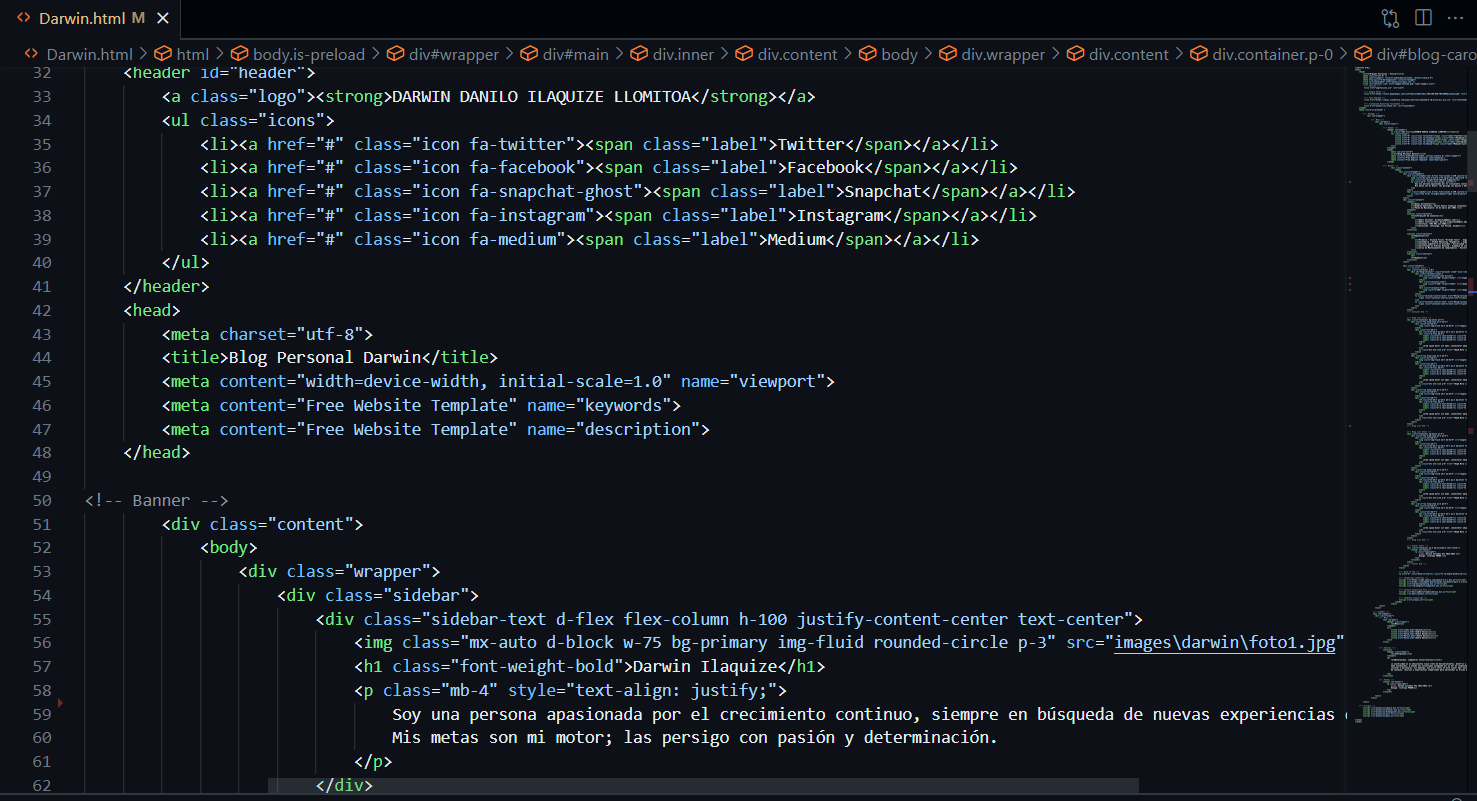 Darwin.html M
Darwin.html > html > body.is-preload > div#wrapper > div#main > div.inner > div.content > body > div.wrapper > div.content > div.container.p-0 > div#blog-caro
32 <header id="header">
33 <a class="logo"><strong>DARWIN DANILO ILAQUIZE LLOMITOA</strong></a>
34 <ul class="icons">
35 <li><a href="#" class="icon fa-twitter"><span class="label">Twitter</span></a></li>
36 <li><a href="#" class="icon fa-facebook"><span class="label">Facebook</span></a></li>
37 <li><a href="#" class="icon fa-snapchat-ghost"><span class="label">Snapchat</span></a></li>
38 <li><a href="#" class="icon fa-instagram"><span class="label">Instagram</span></a></li>
39 <li><a href="#" class="icon fa-medium"><span class="label">Medium</span></a></li>
40 </ul>
41 </header>
42 <head>
43 <meta charset="utf-8">
44 <title>Blog Personal Darwin</title>
45 <meta content="width=device-width, initial-scale=1.0" name="viewport">
46 <meta content="Free Website Template" name="keywords">
47 <meta content="Free Website Template" name="description">
48 </head>
49
50 <!-- Banner -->
51 <div class="content">
52 <body>
53 <div class="wrapper">
54 <div class="sidebar">
55 <div class="sidebar-text d-flex flex-column h-100 justify-content-center text-center">
56 <img class="mx-auto d-block w-75 bg-primary img-fluid rounded-circle p-3" src="images\darwin\foto1.jpg"
57 <h1 class="font-weight-bold">Darwin Ilaquize</h1>
58 <p class="mb-4" style="text-align: justify;">
59 Soy una persona apasionada por el crecimiento continuo, siempre en búsqueda de nuevas experiencias
60 Mis metas son mi motor; las persigo con pasión y determinación.
61 </p>
62 </div>